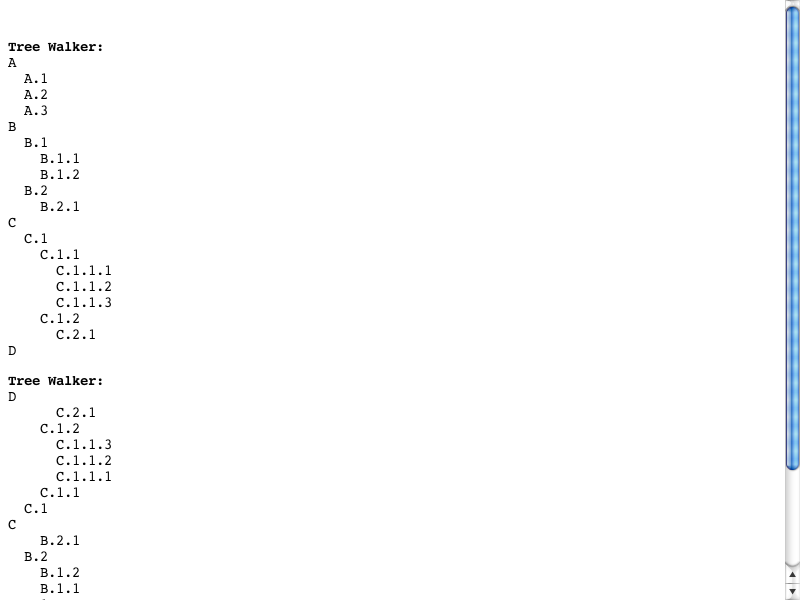 Tree Walker:
A
  A.1
  A.2
  A.3
B
  B.1
    B.1.1
    B.1.2
  B.2
    B.2.1
C
  C.1
    C.1.1
      C.1.1.1
      C.1.1.2
      C.1.1.3
    C.1.2
      C.2.1
D
Tree Walker:
D
      C.2.1
    C.1.2
      C.1.1.3
      C.1.1.2
      C.1.1.1
    C.1.1
  C.1
C
    B.2.1
  B.2
    B.1.2
    B.1.1